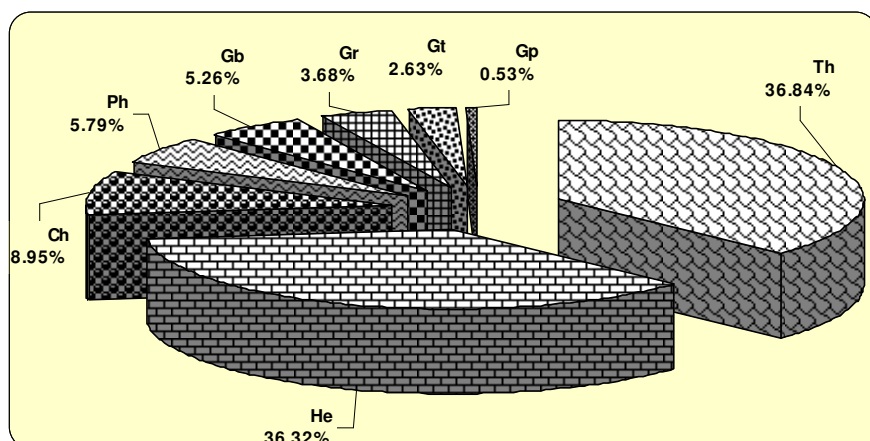 Th
36.84%
Gp
0.53%
Gt
2.63%
Gr
3.68%
Gb
5.26%
Ph
5.79%
Ch
8.95%
He
36.32%